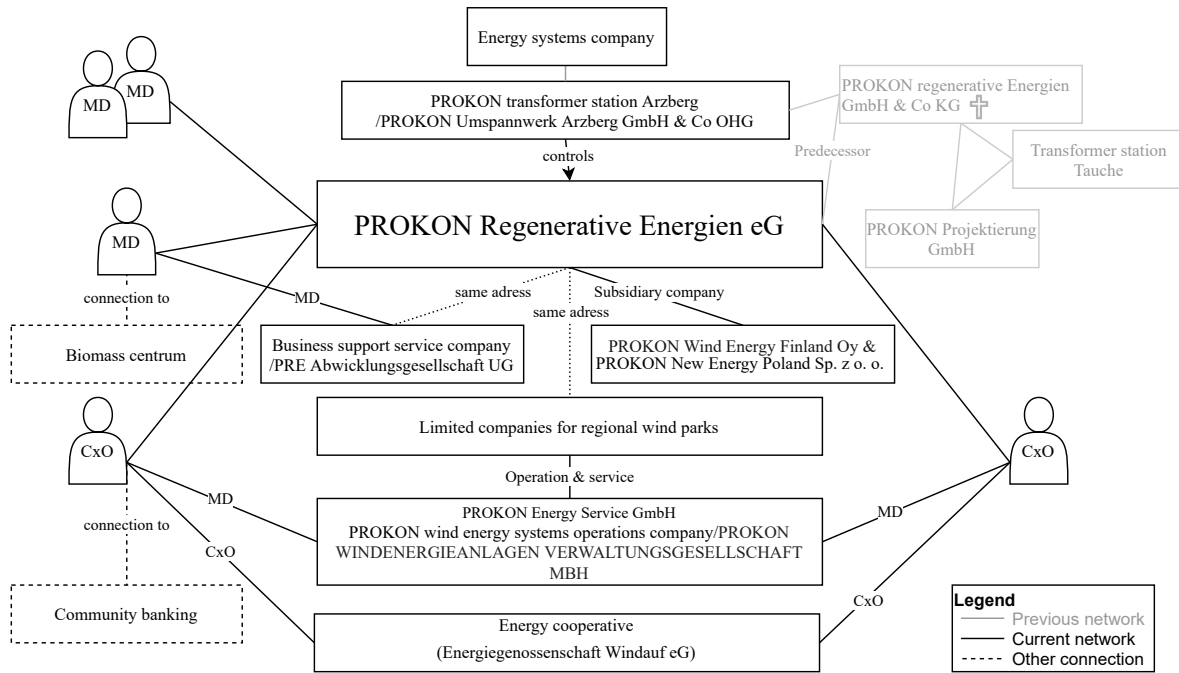 Energy systems company
MD
MD
PROKON transformer station Arzberg
/PROKON Umspannwerk Arzberg GmbH & Co OHG
PROKON regenerative Energien
GmbH & Co KG
controls
Predecessor
Transformer station
Tauche
PROKON Regenerative Energien eG
PROKON Projektierung
GmbH
MD
connection to
MD
same adress
Subsidiary company
same adress
Biomass centrum
Business support service company
/PRE Abwicklungsgesellschaft UG
PROKON Wind Energy Finland Oy &
PROKON New Energy Poland Sp. z o. o.
Limited companies for regional wind parks
CxO
CxO
Operation & service
MD
MD
connection to
PROKON Energy Service GmbH
PROKON wind energy systems operations company/PROKON
WINDENERGIEANLAGEN VERWALTUNGSGESELLSCHAFT
MBH
CxO
CxO
Community banking
Energy cooperative
(Energiegenossenschaft Windauf eG)
Legend
Previous network
Current network
Other connection